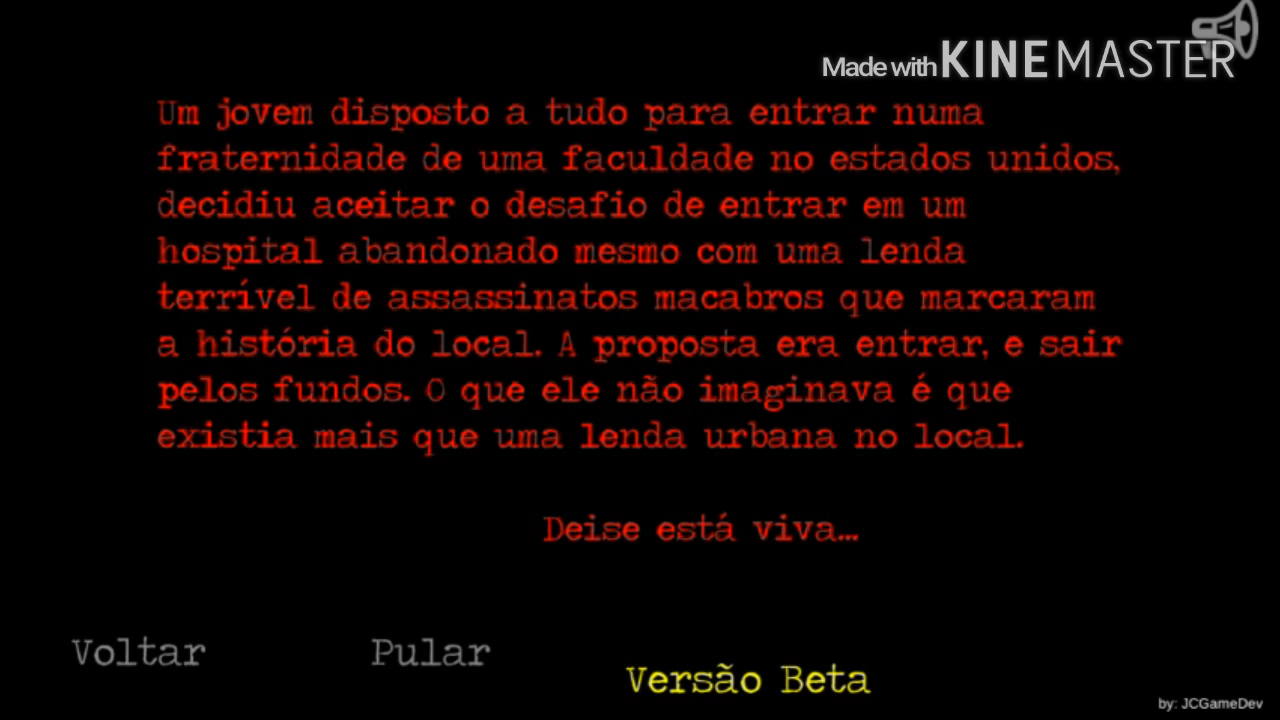 Made with KINEMASTER
Um jovem disposto a tudo para entrar numa
fraternidade de uma faculdade no estados unidos,
decidiu aceitar o desafio de entrar em um
hospital abandonado mesmo com uma lenda
terrível de assassinatos macabros que marcaram
a história do local. A proposta era entrar, e sair
pelos fundos. O que ele não imaginava é que
existia mais que uma lenda urbana no local.
Deise está viva...
Voltar
Pular
Versão Beta
by: JCGameDev